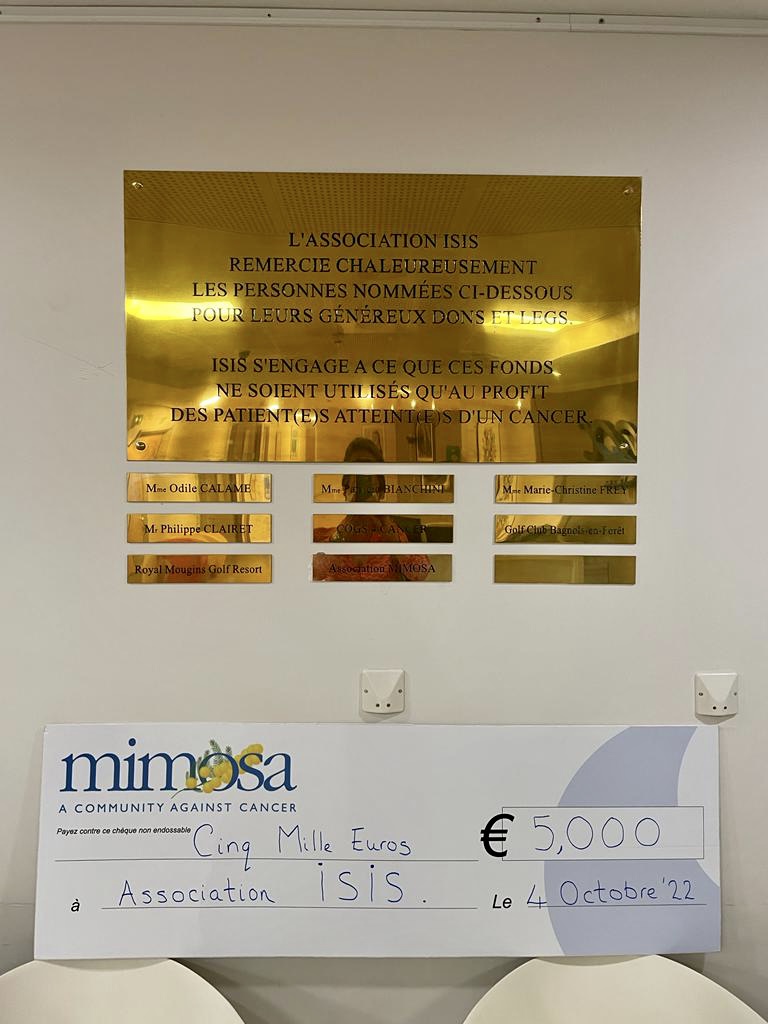 L'ASSOCIATION ISIS
REMERCIE CHALEUREUSEMENT
LES PERSONNES NOMMÉES CI-DESSOUS
POUR LEURS GÉNÉREUX DONS ET LEGS.
ISIS S'ENGAGE A CE QUE CES FONDS
NE SOIENT UTILISÉS QU'AU PROFIT
DES PATIENT(E)S ATTEINT(E)S D'UN CANCER.
Mme Odile CALAME
Mme BIANCHINI
Mme Marie-Christine FREY
Mr Philippe CLAIRET
COGS 4 CANCER
Golf Club Bagnols-en-Forêt
Royal Mougins Golf Resort
Association MIMOSA
mimosa
A COMMUNITY AGAINST CANCER
Payez contre ce chèque non endossable Cinq Mille Euros
€ 5,000
à Association ISIS.
Le 4 Octobre '22